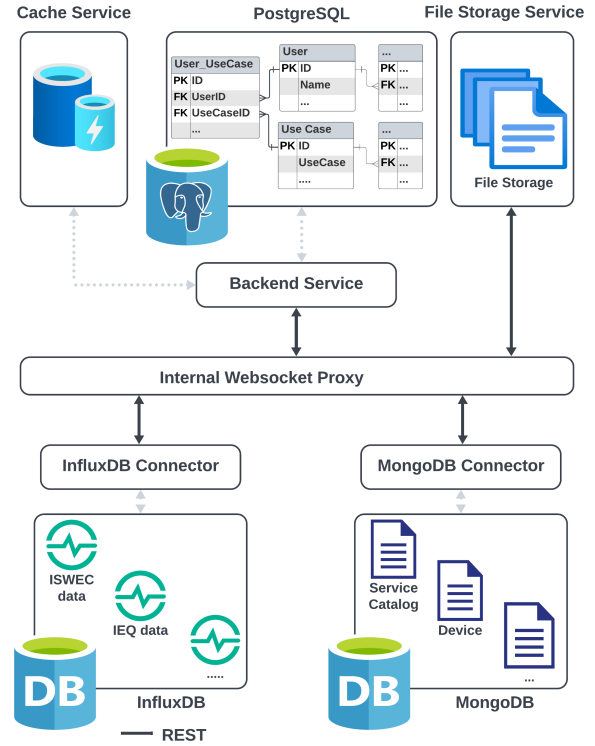 Cache Service
PostgreSQL
File Storage Service
User_UseCase
PK ID
FK UserID
FK UseCaseID
...
User
PK ID
Name
...
...
PK ...
FK ...
...
Use Case
PK ID
UseCase
....
...
PK ...
FK ...
...
File Storage
Backend Service
Internal Websocket Proxy
InfluxDB Connector
MongoDB Connector
ISWEC
data
IEQ data
.....
DB
InfluxDB
Service
Catalog
Device
...
DB
MongoDB
REST